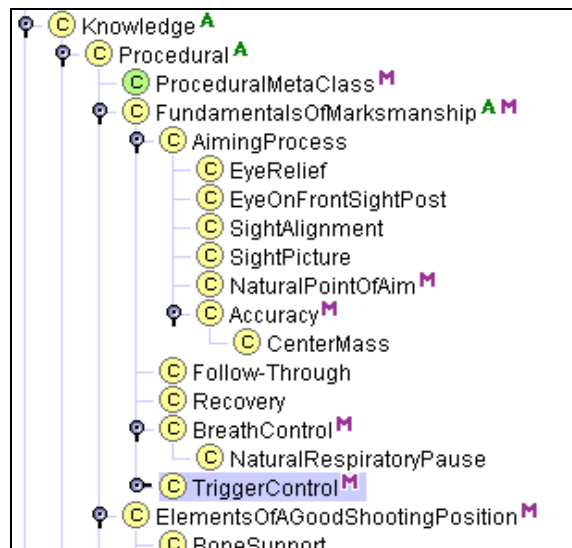 C Knowledge A
C Procedural A
C ProceduralMetaClass M
C FundamentalsOfMarksmanship A M
C AimingProcess
C EyeRelief
C EyeOnFrontSightPost
C SightAlignment
C SightPicture
C NaturalPointOfAim M
C Accuracy M
C CenterMass
C Follow-Through
C Recovery
C BreathControl M
C NaturalRespiratoryPause
C TriggerControl M
C ElementsOfAGoodShootingPosition M
C BoneSupport